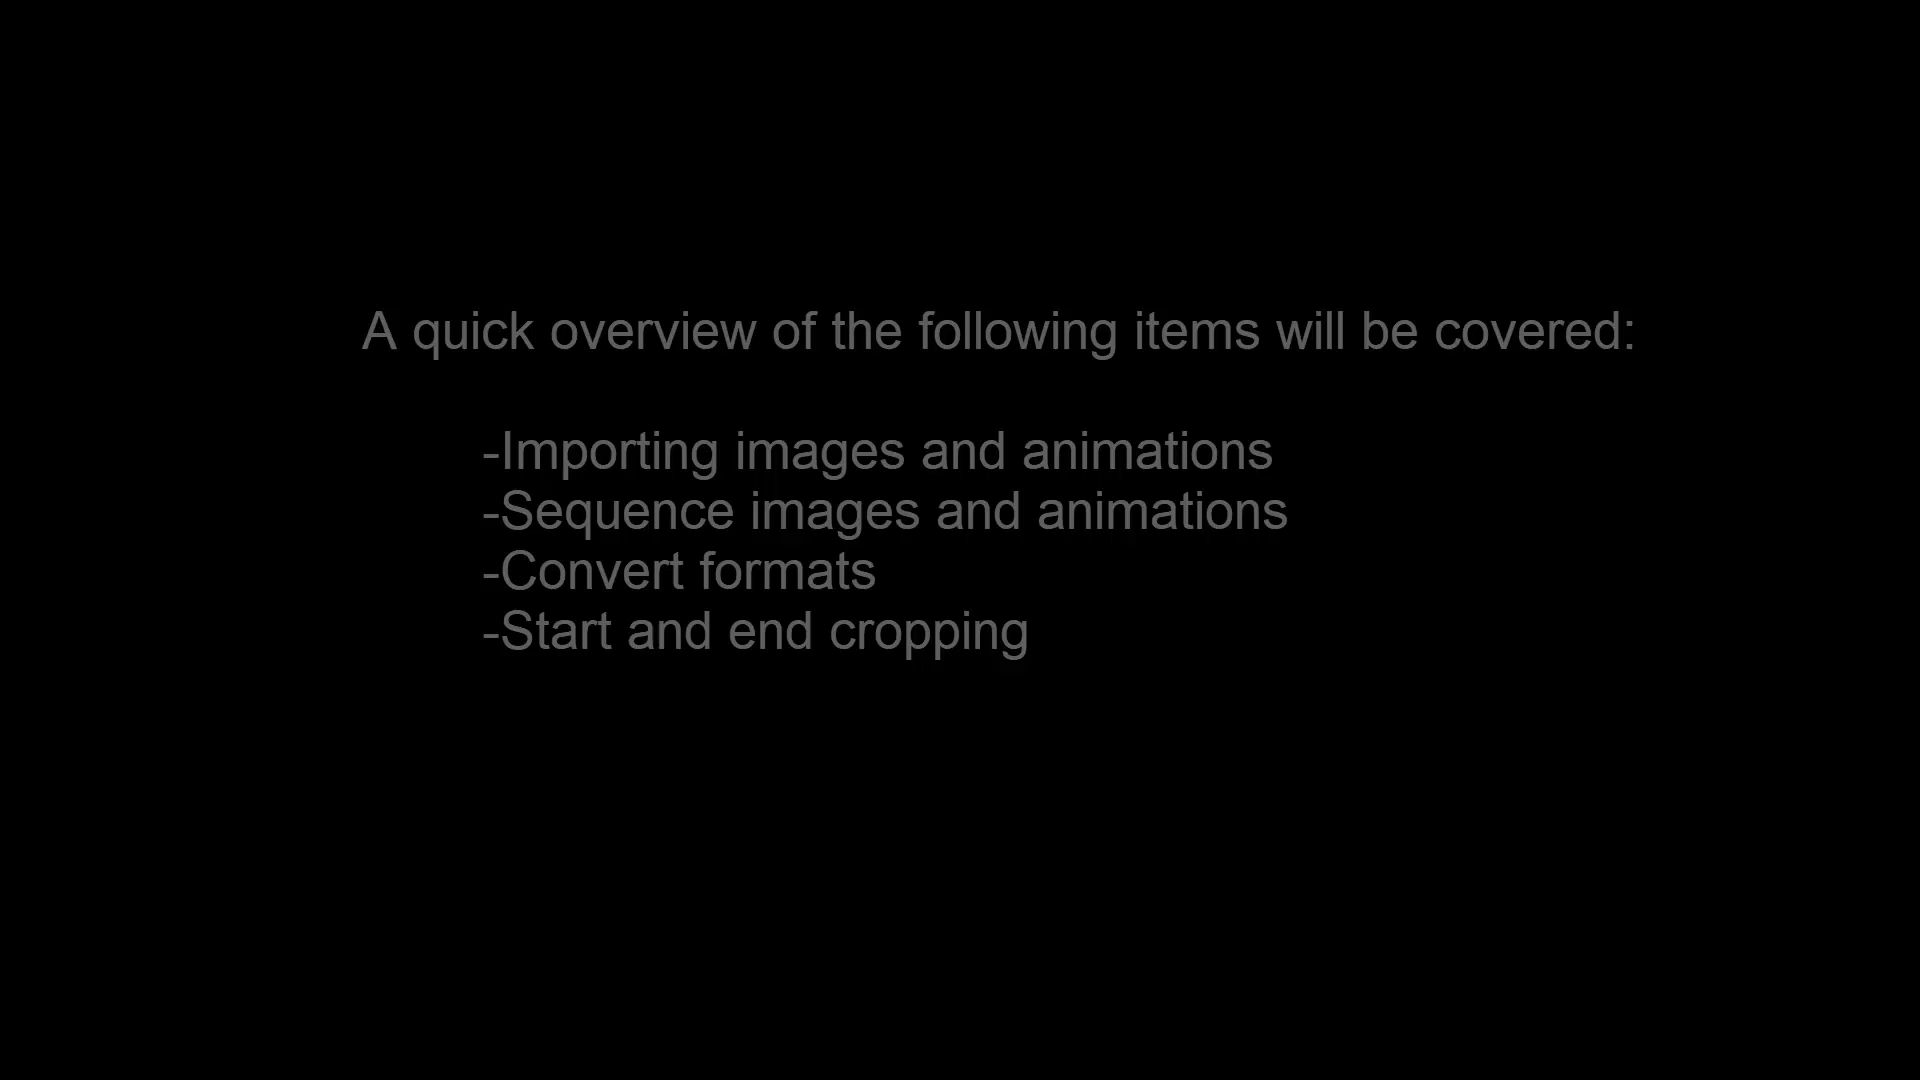 A quick overview of the following items will be covered:
-Importing images and animations
-Sequence images and animations
-Convert formats
-Start and end cropping